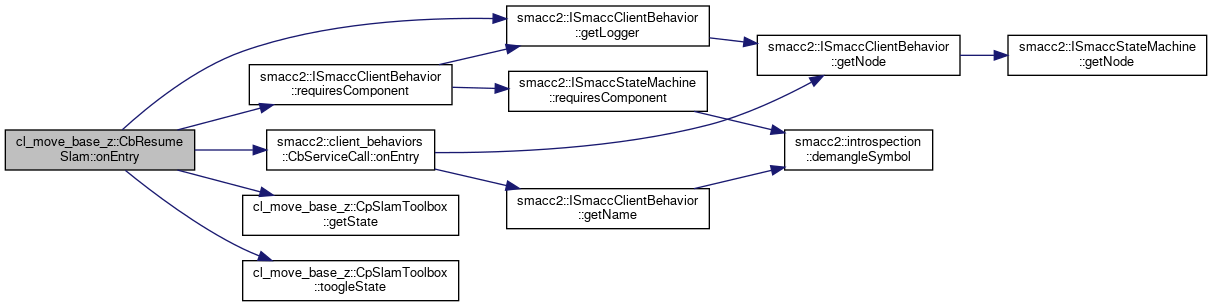 cl_move_base_z::CbResume
Slam::onEntry
smacc2::ISmaccClientBehavior
::getLogger
smacc2::ISmaccClientBehavior
::requiresComponent
smacc2::ISmaccStateMachine
::requiresComponent
smacc2::client_behaviors
::CbServiceCall::onEntry
smacc2::ISmaccClientBehavior
::getName
cl_move_base_z::CpSlamToolbox
::getState
cl_move_base_z::CpSlamToolbox
::toogleState
smacc2::ISmaccClientBehavior
::getNode
smacc2::ISmaccStateMachine
::getNode
smacc2::introspection
::demangleSymbol